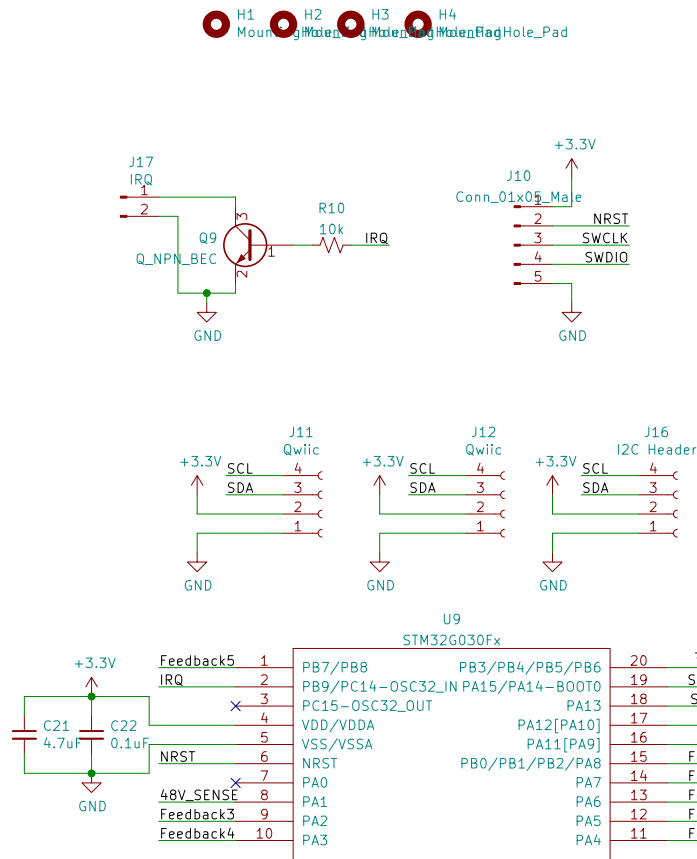 H1 H2 H3 H4
MountingHole_Pad MountingHole_Pad MountingHole_Pad MountingHole_Pad
+3.3V
J17
IRQ
1
2
3
Q9
Q_NPN_BEC
1
2
R10
10k
IRQ
GND
J10
Conn_01x05_Male
1
2 NRST
3 SWCLK
4 SWDIO
5
GND
J11
Qwiic
+3.3V
SCL 4
SDA 3
2
1
GND
J12
Qwiic
+3.3V
SCL 4
SDA 3
2
1
GND
J16
I2C Header
+3.3V
SCL 4
SDA 3
2
1
GND
U9
STM32G030Fx
+3.3V
C21
4.7uF
C22
0.1uF
GND
Feedback5 1 PB7/PB8 PB3/PB4/PB5/PB6 20
IRQ 2 PB9/PC14-OSC32_IN PA15/PA14-BOOT0 19 S
3 PC15-OSC32_OUT PA13 18 S
4 VDD/VDDA PA12[PA10] 17
5 VSS/VSSA PA11[PA9] 16
NRST 6 NRST PB0/PB1/PB2/PA8 15 F
7 PA0 PA7 14 F
48V_SENSE 8 PA1 PA6 13 F
Feedback3 9 PA2 PA5 12 F
Feedback4 10 PA3 PA4 11 F